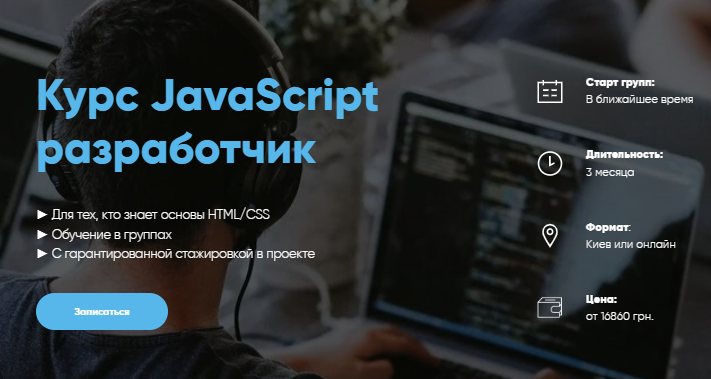 Курс JavaScript
разработчик
► Для тех, кто знает основы HTML/CSS
► Обучение в группах
► С гарантированной стажировкой в проекте
Записаться
Старт групп:
В ближайшее время
Длительность:
3 месяца
Формат:
Киев или онлайн
Цена:
от 16860 грн.